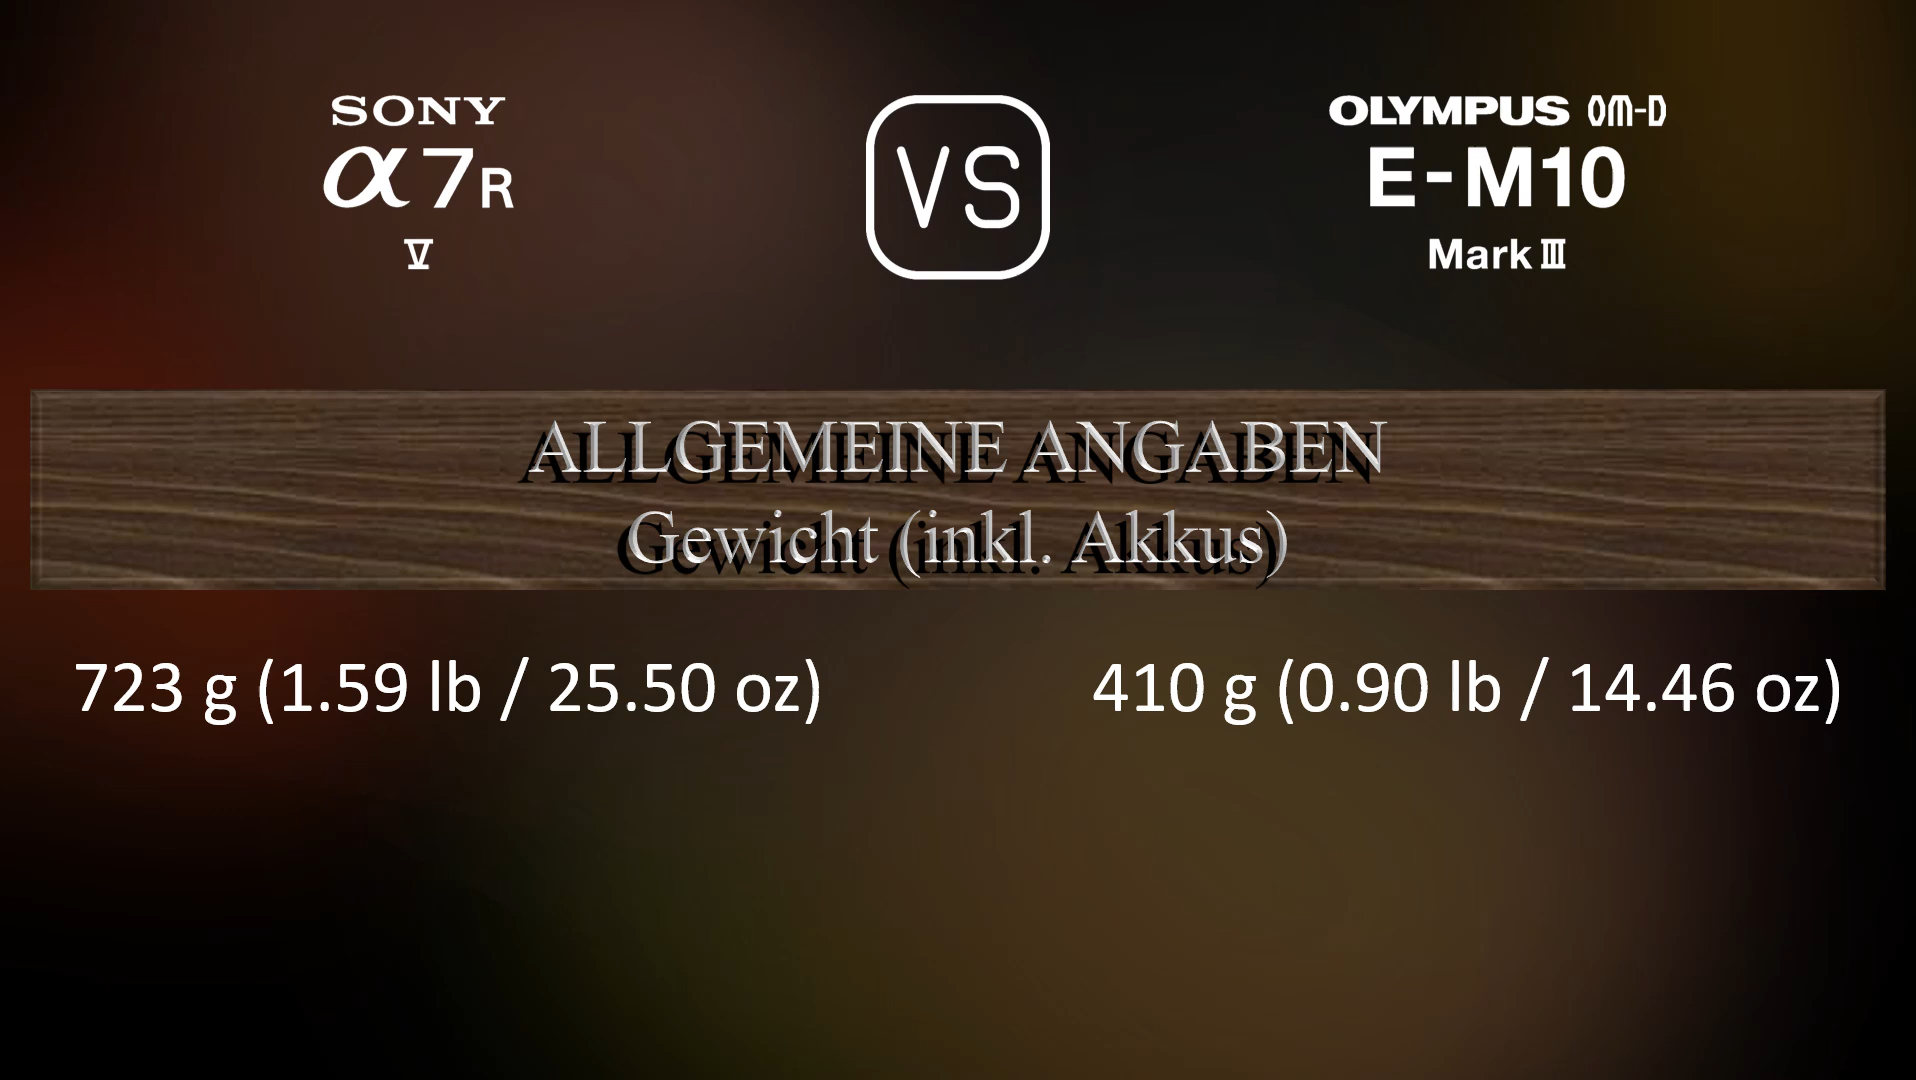 SONY
α7R
V
VS
OLYMPUS OM-D
E-M10
Mark III
ALLGEMEINE ANGABEN
Gewicht (inkl. Akkus)
723 g (1.59 lb / 25.50 oz)
410 g (0.90 lb / 14.46 oz)